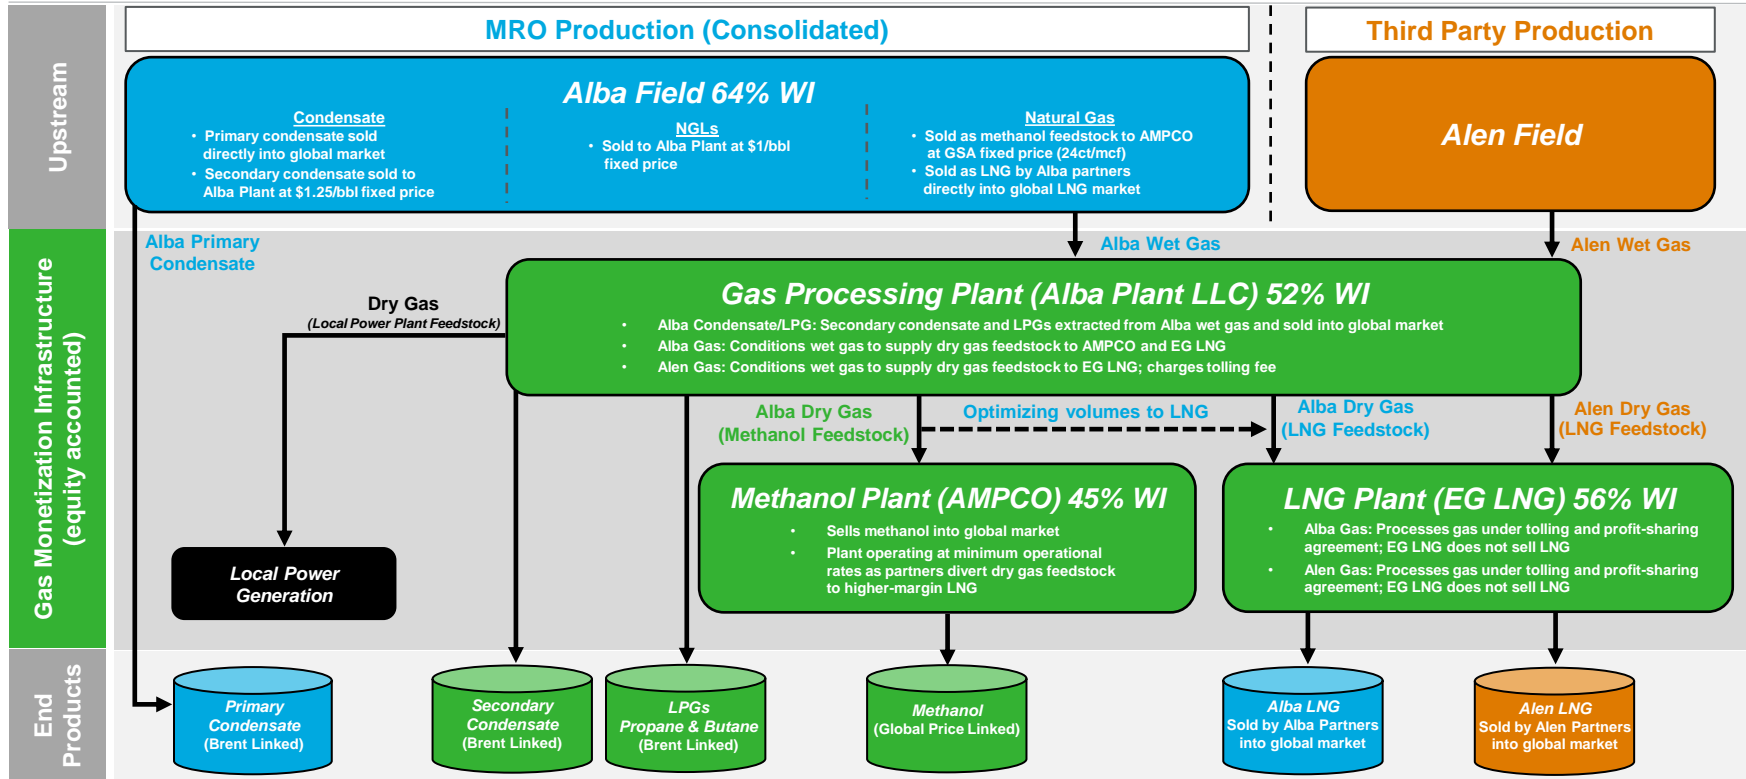 MRO Production (Consolidated)
Third Party Production
Upstream
Alba Field 64% WI
Condensate
• Primary condensate sold
directly into global market
• Secondary condensate sold to
Alba Plant at $1.25/bbl fixed price
NGLs
• Sold to Alba Plant at $1/bbl
fixed price
Natural Gas
• Sold as methanol feedstock to AMPCO
at GSA fixed price (24ct/mcf)
• Sold as LNG by Alba partners
directly into global LNG market
Alen Field
Gas Monetization Infrastructure
(equity accounted)
Alba Primary
Condensate
Alba Wet Gas
Alen Wet Gas
Dry Gas
(Local Power Plant Feedstock)
Gas Processing Plant (Alba Plant LLC) 52% WI
• Alba Condensate/LPG: Secondary condensate and LPGs extracted from Alba wet gas and sold into global market
• Alba Gas: Conditions wet gas to supply dry gas feedstock to AMPCO and EG LNG
• Alen Gas: Conditions wet gas to supply dry gas feedstock to EG LNG; charges tolling fee
Alba Dry Gas
(Methanol Feedstock)
Optimizing volumes to LNG
Alba Dry Gas
(LNG Feedstock)
Alen Dry Gas
(LNG Feedstock)
Local Power
Generation
Methanol Plant (AMPCO) 45% WI
• Sells methanol into global market
• Plant operating at minimum operational
rates as partners divert dry gas feedstock
to higher-margin LNG
LNG Plant (EG LNG) 56% WI
• Alba Gas: Processes gas under tolling and profit-sharing
agreement; EG LNG does not sell LNG
• Alen Gas: Processes gas under tolling and profit-sharing
agreement; EG LNG does not sell LNG
End
Products
Primary
Condensate
(Brent Linked)
Secondary
Condensate
(Brent Linked)
LPGs
Propane & Butane
(Brent Linked)
Methanol
(Global Price Linked)
Alba LNG
Sold by Alba Partners
into global market
Alen LNG
Sold by Alen Partners
into global market